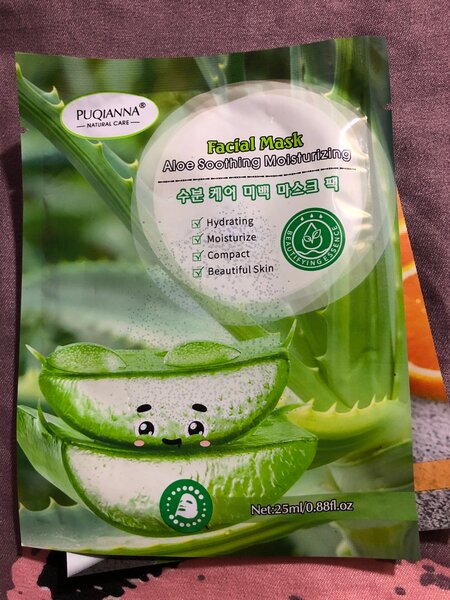 PUQIANNA®
NATURAL CARE
Facial Mask
Aloe Soothing Moisturizing
수분 케어 미백 마스크 팩
Hydrating
Moisturize
Compact
Beautiful Skin
BEAUTIFYING ESSENCE
Net:25ml/0.88fl.oz